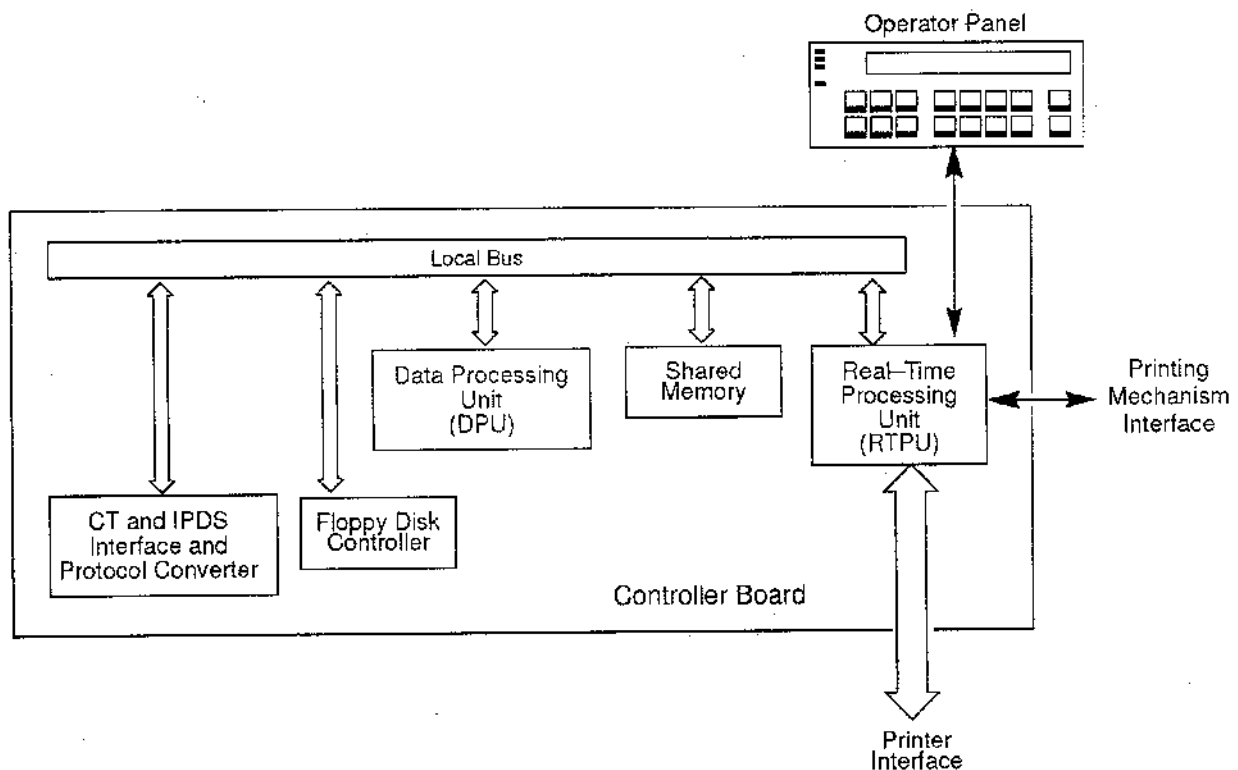 Operator Panel
Local Bus
Data Processing
Unit
(DPU)
Shared
Memory
Real–Time
Processing
Unit
(RTPU)
Printing
Mechanism
Interface
CT and IPDS
Interface and
Protocol Converter
Floppy Disk
Controller
Controller Board
Printer
Interface